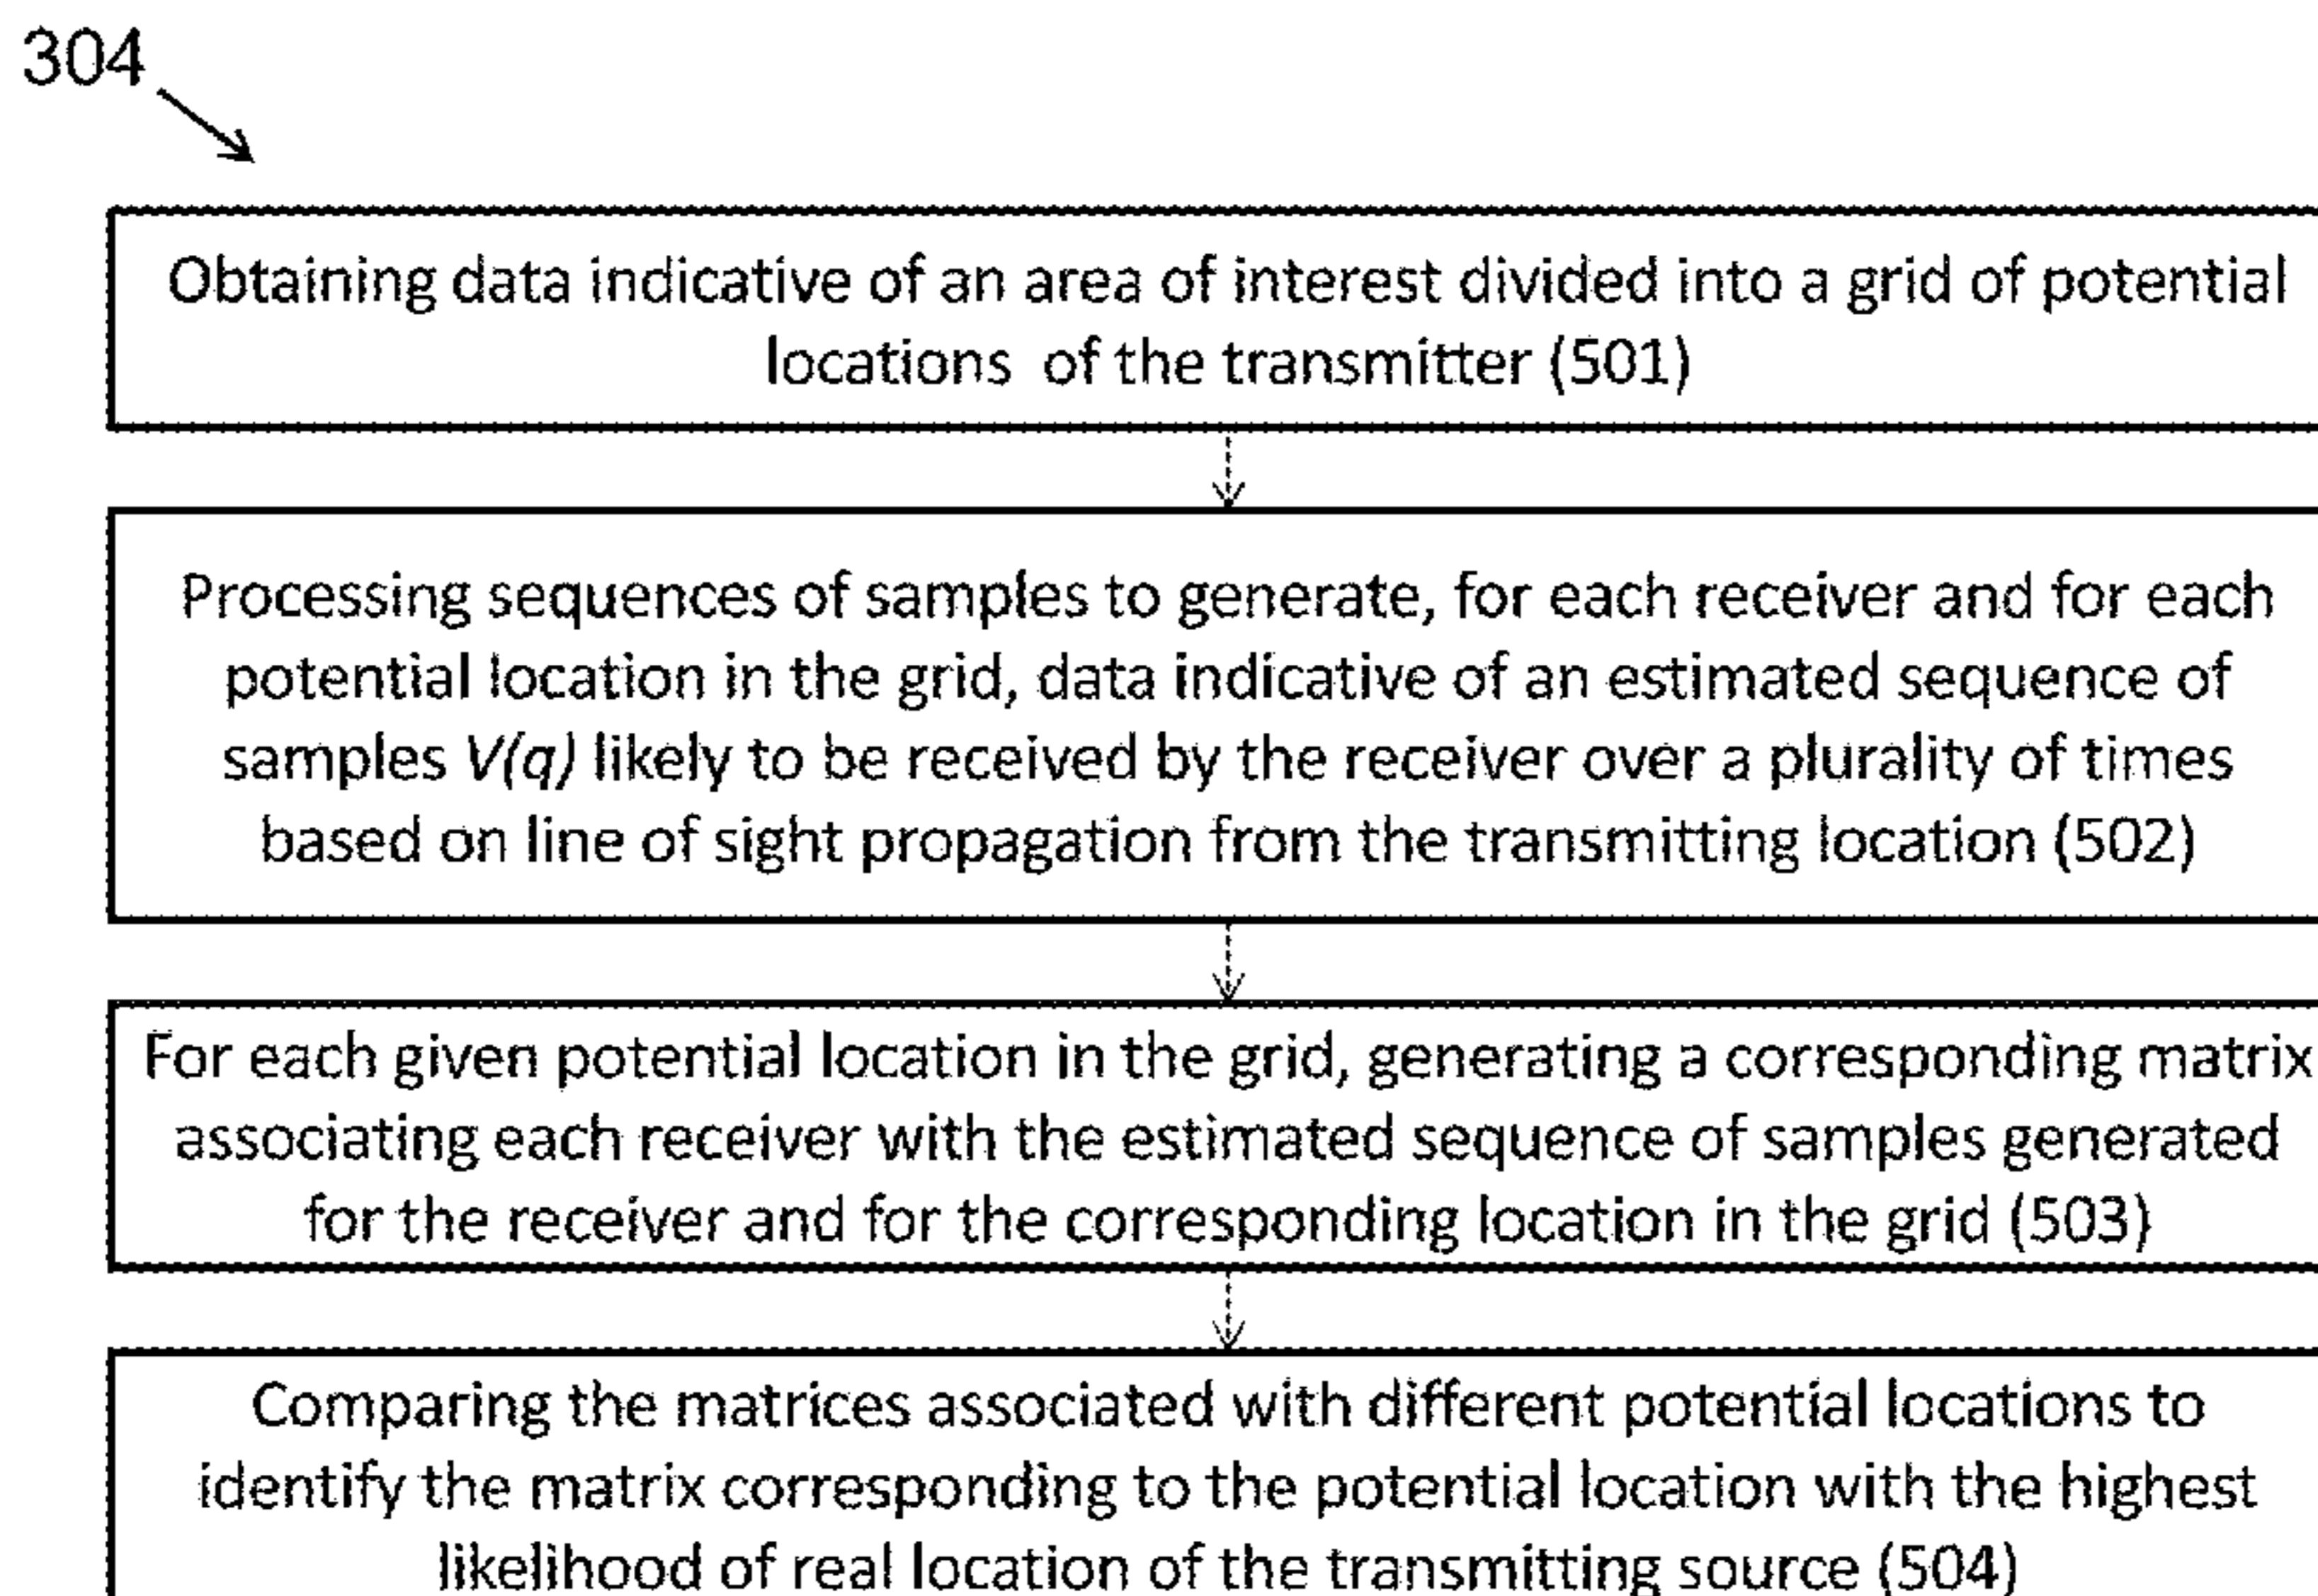 304
Obtaining data indicative of an area of interest divided into a grid of potential
locations of the transmitter (501)
Processing sequences of samples to generate, for each receiver and for each
potential location in the grid, data indicative of an estimated sequence of
samples V(q) likely to be received by the receiver over a plurality of times
based on line of sight propagation from the transmitting location (502)
For each given potential location in the grid, generating a corresponding matrix
associating each receiver with the estimated sequence of samples generated
for the receiver and for the corresponding location in the grid (503)
Comparing the matrices associated with different potential locations to
identify the matrix corresponding to the potential location with the highest
likelihood of real location of the transmitting source (504)